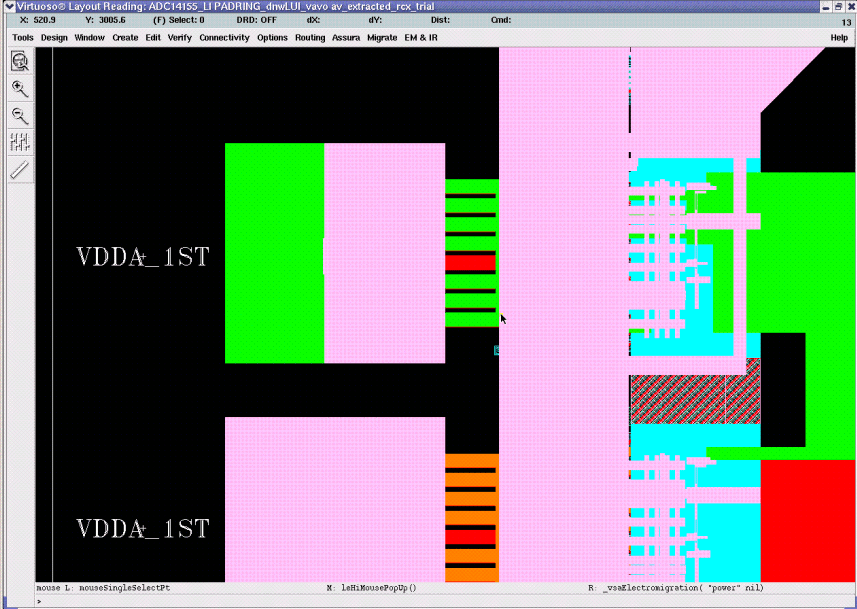 Virtuoso® Layout Reading: ADC14155_LI PADRING_dnwLUI_vavo av_extracted_rcx_trial
X: 520.9 Y: 3005.6 (F) Select: 0 DRD: OFF dX: dY: Dist: Cmd:
13
Tools Design Window Create Edit Verify Connectivity Options Routing Assura Migrate EM & IR Help
VDDA_1ST
VDDA_1ST
mouse L: mouseSingleSelectPt M: leHiMousePopUp() R: _vsaElectromigration( "power" nil)
>